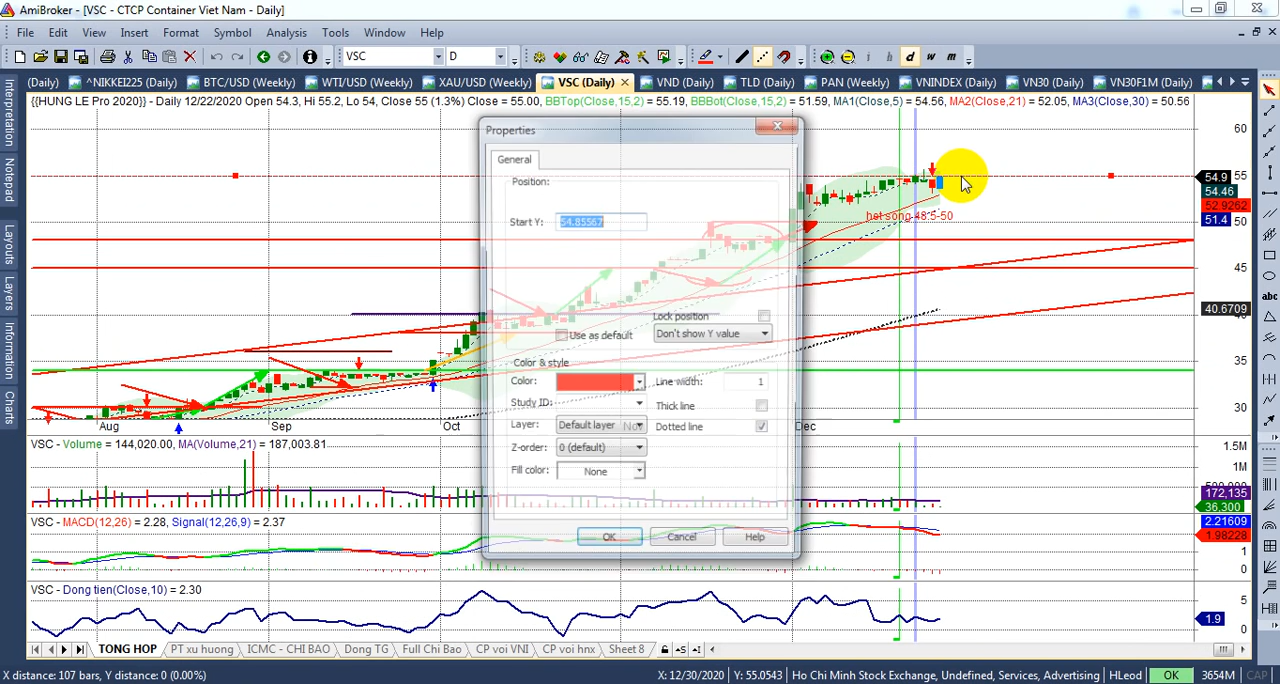 AmiBroker - [VSC - CTCP Container Viet Nam - Daily]
File Edit View Insert Format Symbol Analysis Tools Window Help
VSC D i h d w m
(Daily) ^NIKKEI225 (Daily) BTC/USD (Weekly) WTI/USD (Weekly) XAU/USD (Weekly) VSC (Daily) VND (Daily) TLD (Daily) PAN (Weekly) VNINDEX (Daily) VN30 (Daily) VN30F1M (Daily)
{{HUNG LE Pro 2020}} - Daily 12/22/2020 Open 54.3, Hi 55.2, Lo 54, Close 55 (1.3%) Close = 55.00, BBTop(Close,15,2) = 55.19, BBBot(Close,15,2) = 51.59, MA1(Close,5) = 54.56, MA2(Close,21) = 52.05, MA3(Close,30) = 50.56
Interpretation
Notepad
Layouts
Layers
Information
Charts
Properties
General
Position:
Start Y: 54.85567
Lock position
Use as default
Don't show Y value
Color & style
Color:
Line width: 1
Study ID:
Thick line
Layer: Default layer
Dotted line
Z-order: 0 (default)
Fill color: None
OK Cancel Help
het song 48.5-50
60
55
54.9
54.46
52.9262
51.4
50
45
40.6709
35
30
Aug Sep Oct Dec
VSC - Volume = 144,020.00, MA(Volume,21) = 187,003.81
1.5M
1M
172,135
36,300
VSC - MACD(12,26) = 2.28, Signal(12,26,9) = 2.37
2.21609
1.98228
1
0
VSC - Dong tien(Close,10) = 2.30
5
1.9
0
TONG HOP PT xu huong ICMC - CHI BAO Dong TG Full Chi Bao CP voi VNI CP voi hnx Sheet 8
X distance: 107 bars, Y distance: 0 (0.00%) X: 12/30/2020 Y: 55.0543 Ho Chi Minh Stock Exchange, Undefined, Services, Advertising HLeod OK 3654M CAP
abc